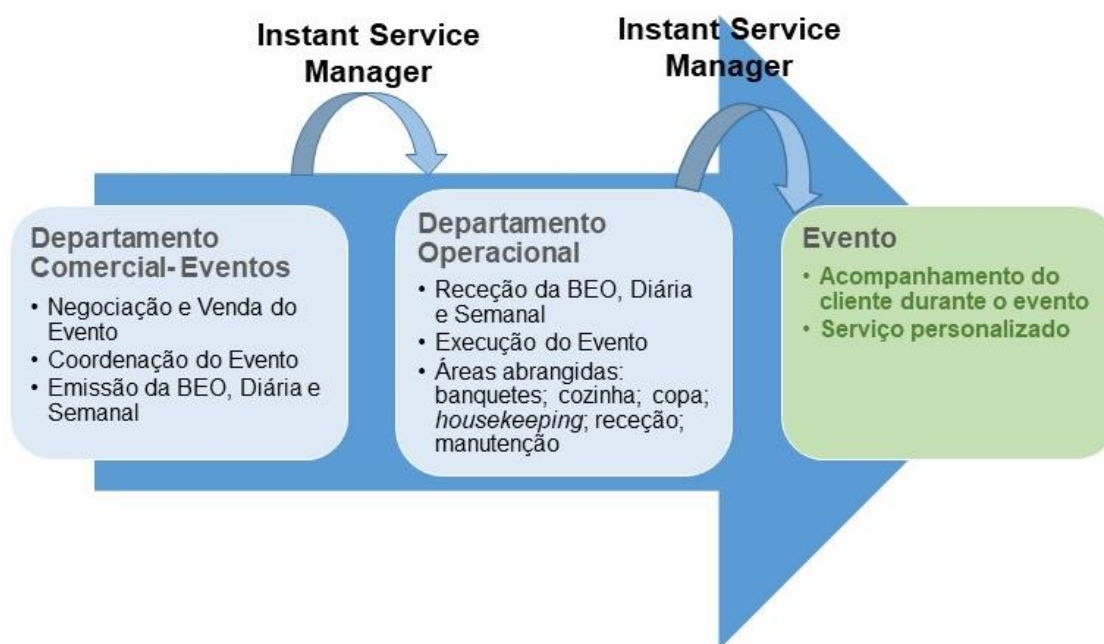 Instant Service
Manager
Instant Service
Manager
Departamento
Comercial-Eventos
• Negociação e Venda do
Evento
• Coordenação do Evento
• Emissão da BEO, Diária e
Semanal
Departamento
Operacional
• Receção da BEO, Diária
e Semanal
• Execução do Evento
• Áreas abrangidas:
banquetes; cozinha; copa;
housekeeping; receção;
manutenção
Evento
• Acompanhamento do
cliente durante o evento
• Serviço personalizado